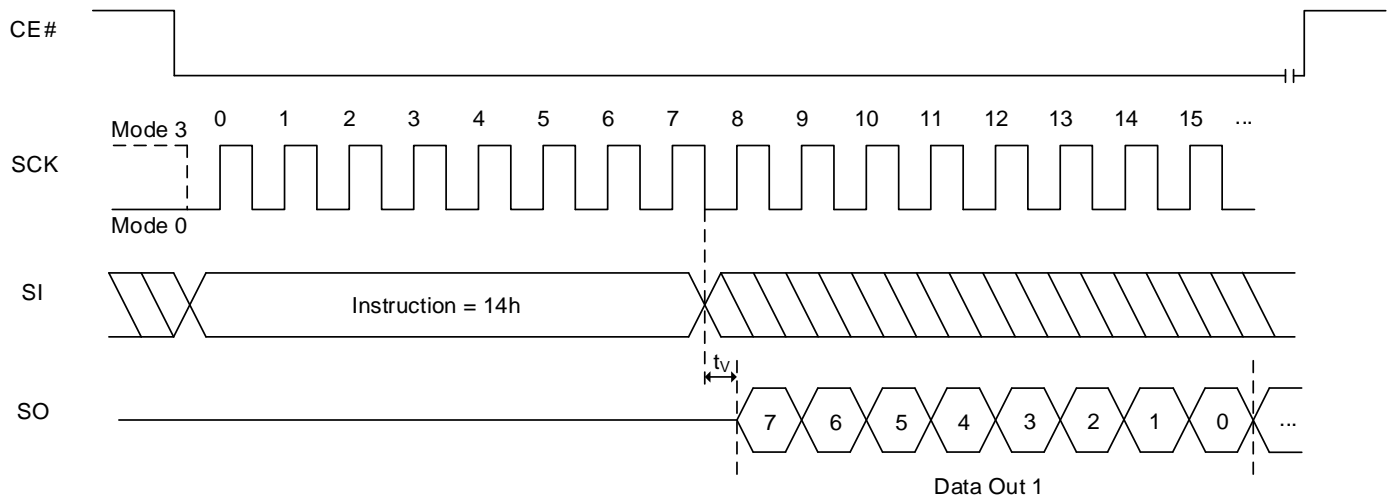 CE#
Mode 3
0 1 2 3 4 5 6 7 8 9 10 11 12 13 14 15 ...
SCK
Mode 0
SI
Instruction = 14h
tV
SO
7 6 5 4 3 2 1 0 ...
Data Out 1